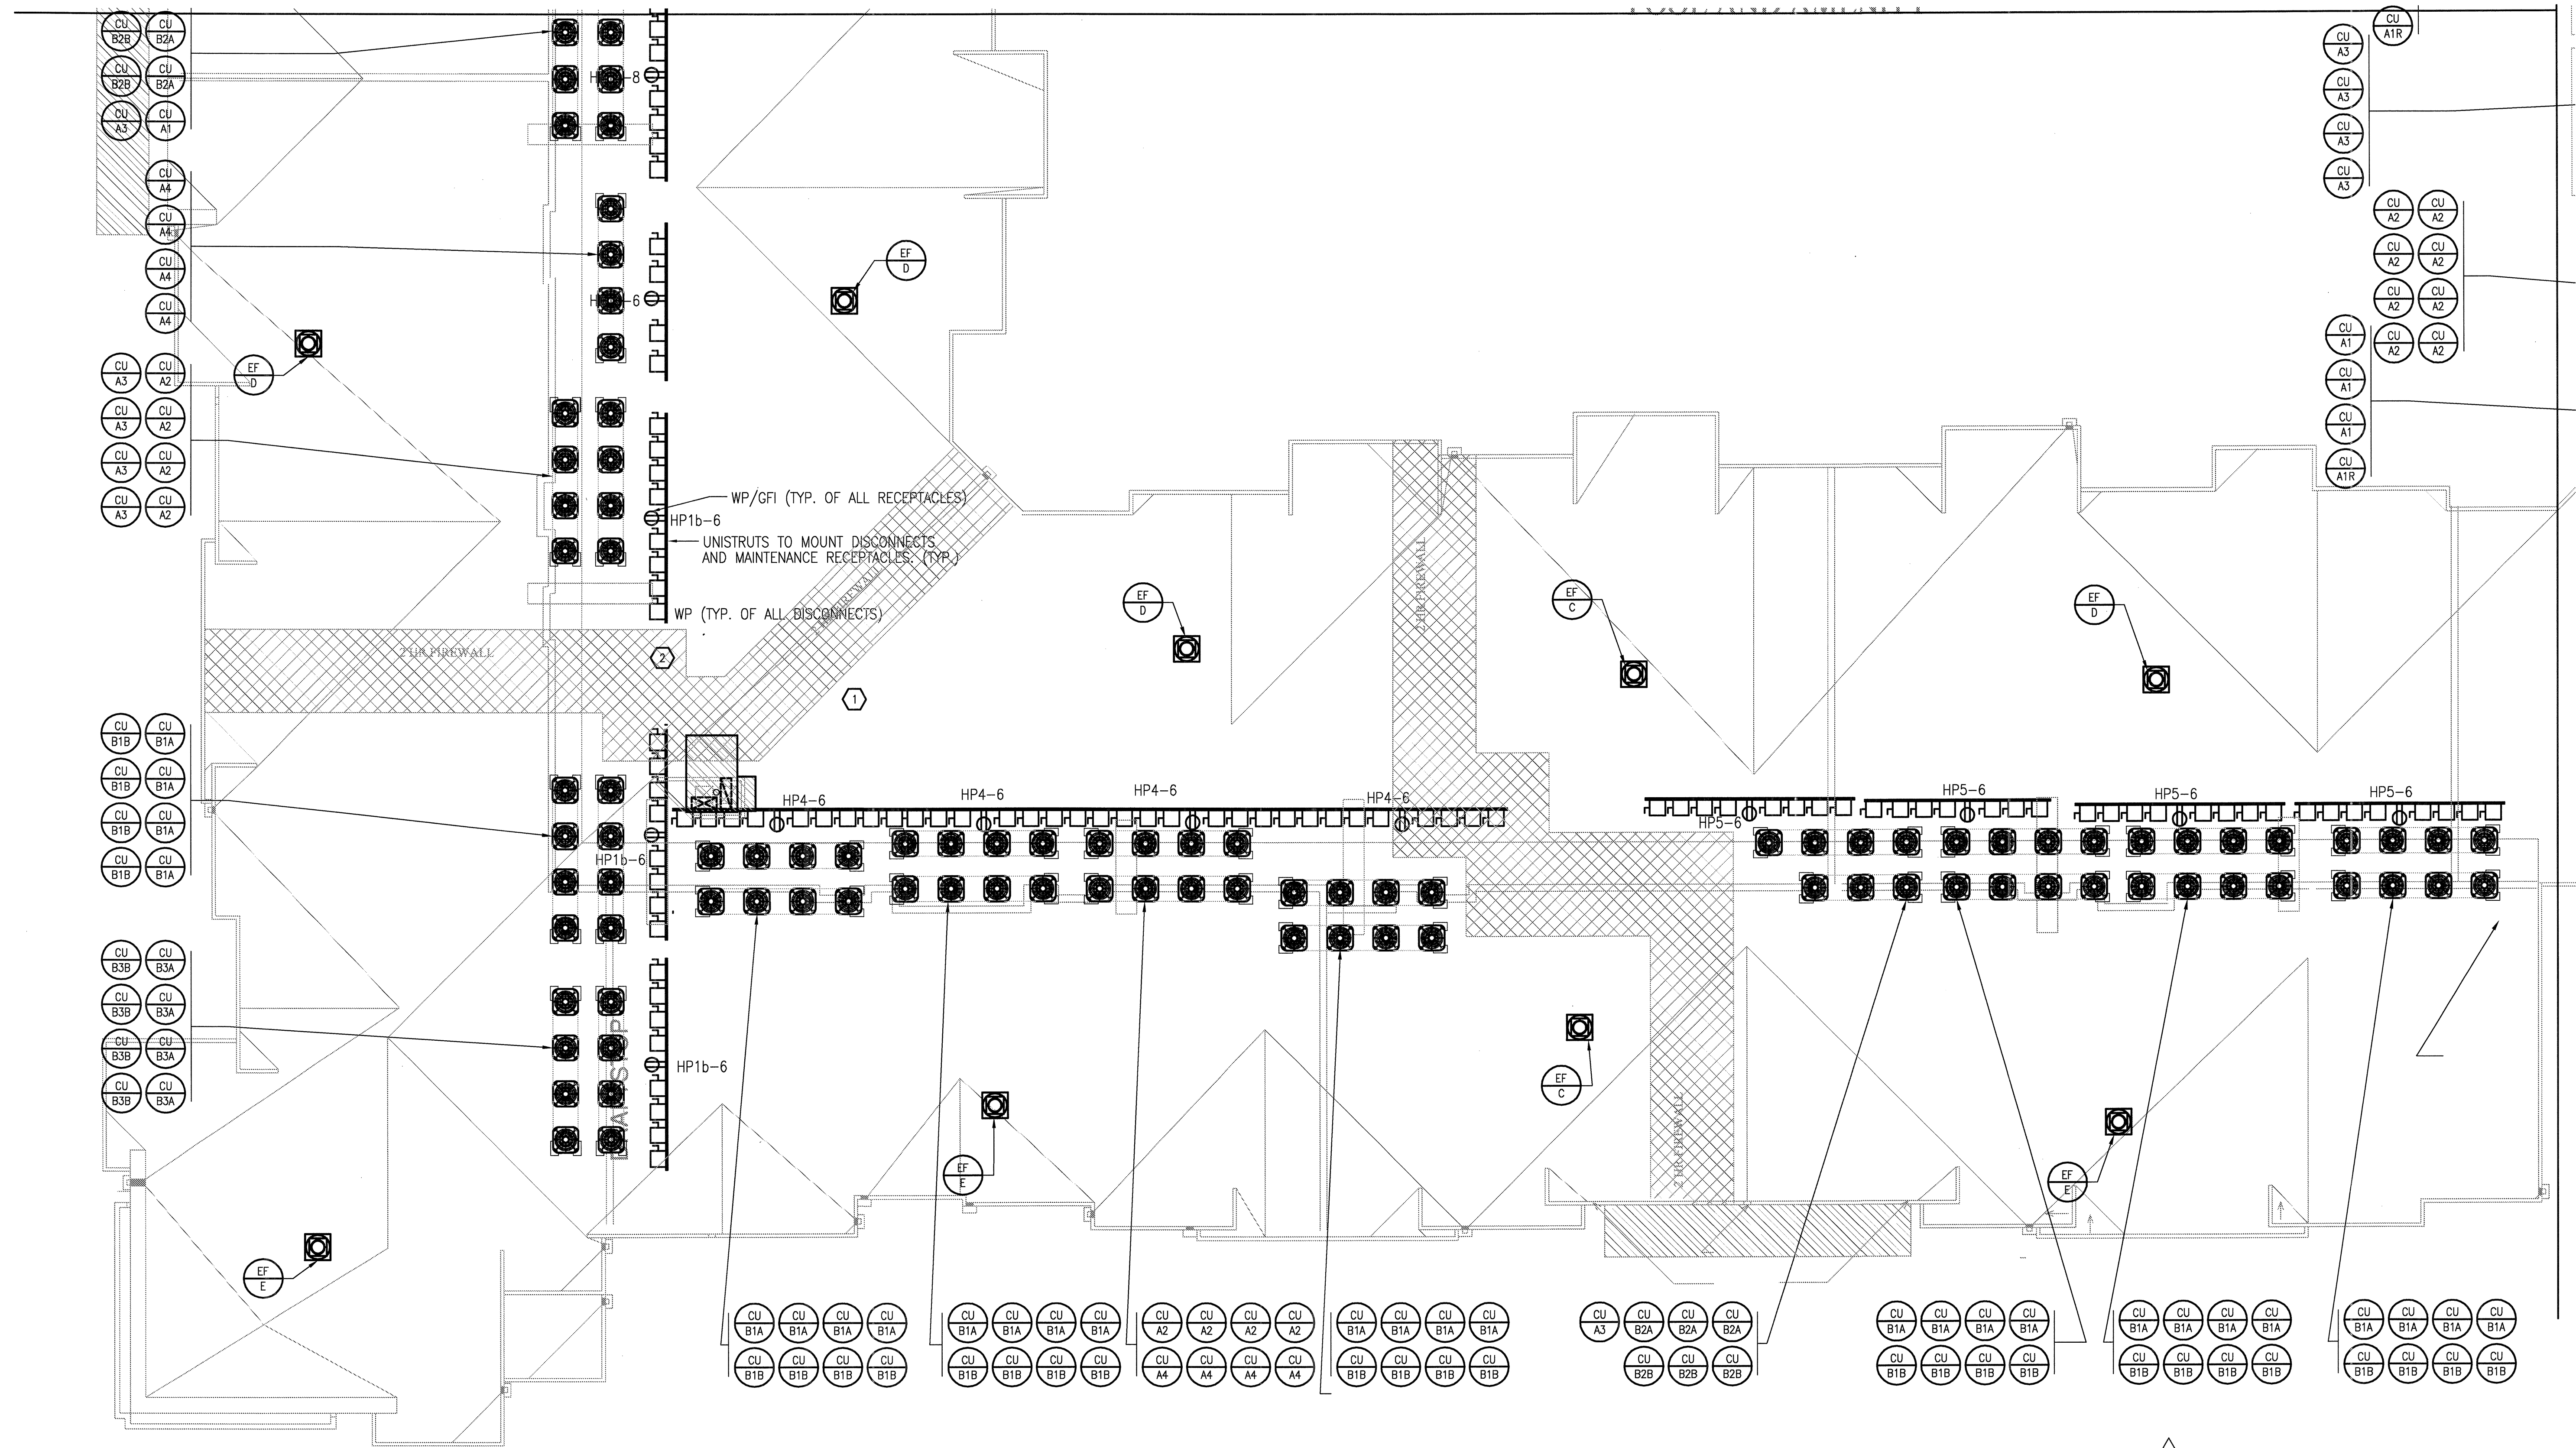 CU B2B CU B2A
CU B2B CU B2A
CU A3 CU A1
CU A4
CU A4
CU A4
CU A4
CU A3 CU A2
CU A3 CU A2
CU A3 CU A2
CU A3 CU A2
CU B1B CU B1A
CU B1B CU B1A
CU B1B CU B1A
CU B1B CU B1A
CU B3B CU B3A
CU B3B CU B3A
CU B3B CU B3A
CU B3B CU B3A
EF D
EF D
WP/GFI (TYP. OF ALL RECEPTACLES)
HP1b-6
UNISTRUTS TO MOUNT DISCONNECTS
AND MAINTENANCE RECEPTACLES. (TYP.)
WP (TYP. OF ALL DISCONNECTS)
2 HR FIREWALL
2 HR FIREWALL
2 HR FIREWALL
2 HR FIREWALL
2
1
EF D
EF C
EF D
CU A1R
CU A3
CU A3
CU A3
CU A3
CU A2 CU A2
CU A2 CU A2
CU A2 CU A2
CU A2 CU A2
CU A1
CU A1
CU A1
CU A1R
HP4-6
HP4-6
HP4-6
HP4-6
HP5-6
HP5-6
HP5-6
HP5-6
HP1b-6
HP1b-6
EF C
EF E
EF E
EF E
CU B1A CU B1A CU B1A CU B1A
CU B1B CU B1B CU B1B CU B1B
CU B1A CU B1A CU B1A CU B1A
CU B1B CU B1B CU B1B CU B1B
CU A2 CU A2 CU A2 CU A2
CU A4 CU A4 CU A4 CU A4
CU B1A CU B1A CU B1A CU B1A
CU B1B CU B1B CU B1B CU B1B
CU A3 CU B2A CU B2A CU B2A
CU B2B CU B2B CU B2B
CU B1A CU B1A CU B1A CU B1A
CU B1B CU B1B CU B1B CU B1B
CU B1A CU B1A CU B1A CU B1A
CU B1B CU B1B CU B1B CU B1B
CU B1A CU B1A CU B1A CU B1A
CU B1B CU B1B CU B1B CU B1B